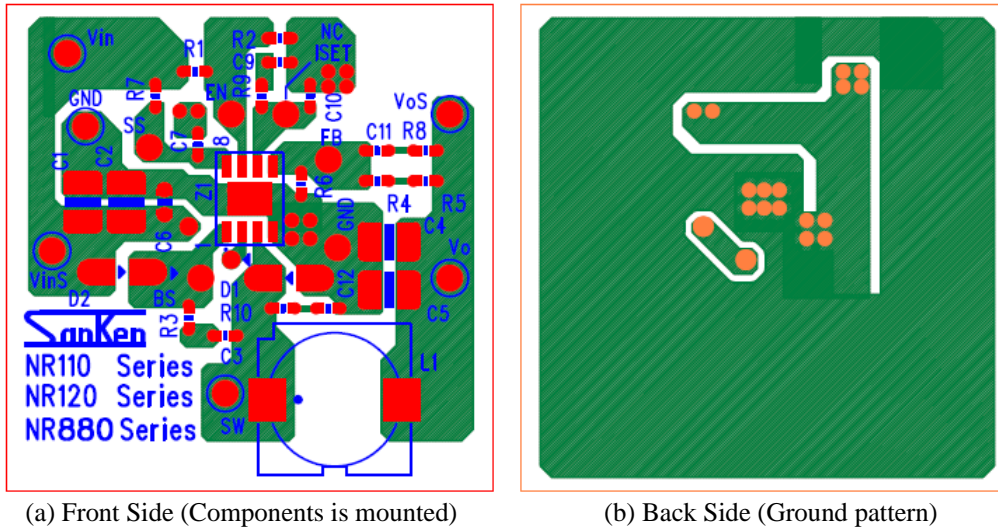 Vin
R1
R2
C9
NC
ISET
R7
EN
R9
C10
VoS
GND
SS
C7
8
FB
C11
R8
C1
C2
Z1
R6
R4
R5
GND
C4
C6
1
Vo
VinS
D2
BS
D1
C12
C5
R3
R10
C3
L1
SanKen
NR110 Series
NR120 Series
NR880 Series
SW
(a) Front Side (Components is mounted)
(b) Back Side (Ground pattern)